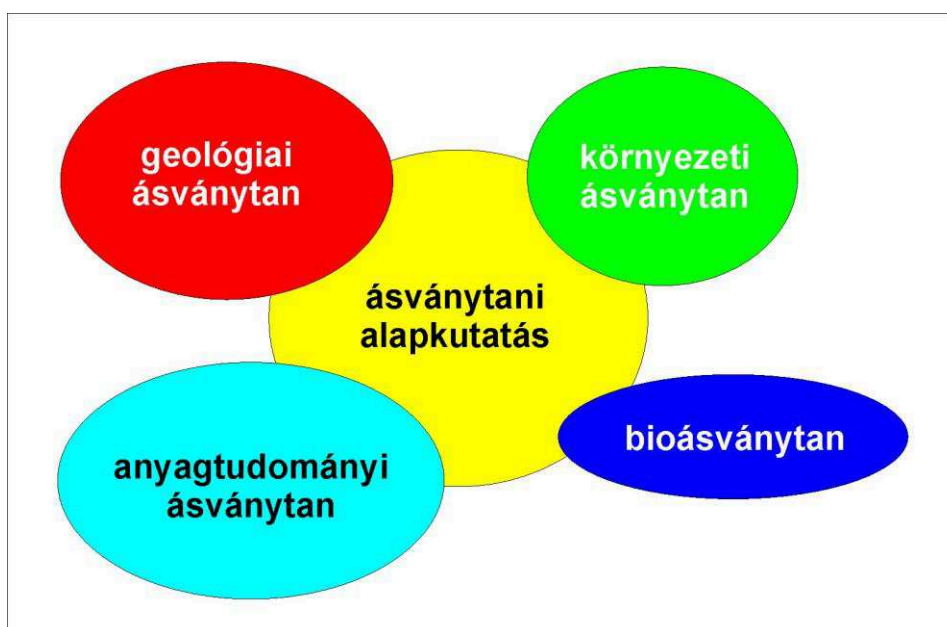 geológiai
ásványtan
környezeti
ásványtan
ásványtani
alapkutatás
anyagtudományi
ásványtan
bioásványtan